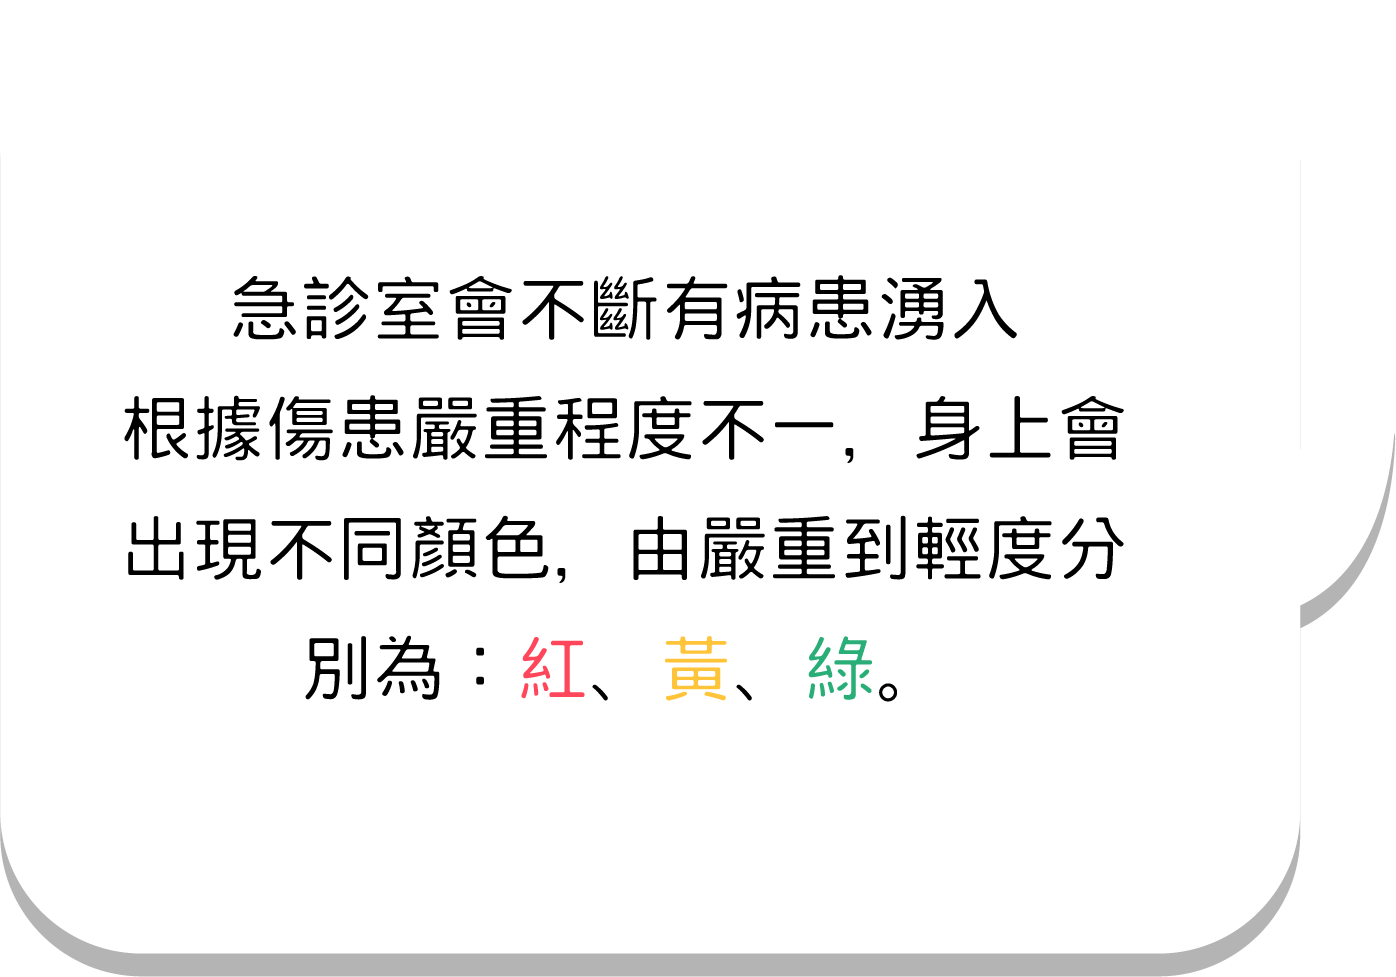 急診室會不斷有病患湧入
根據傷患嚴重程度不一，身上會
出現不同顏色，由嚴重到輕度分
別為：紅、黃、綠。